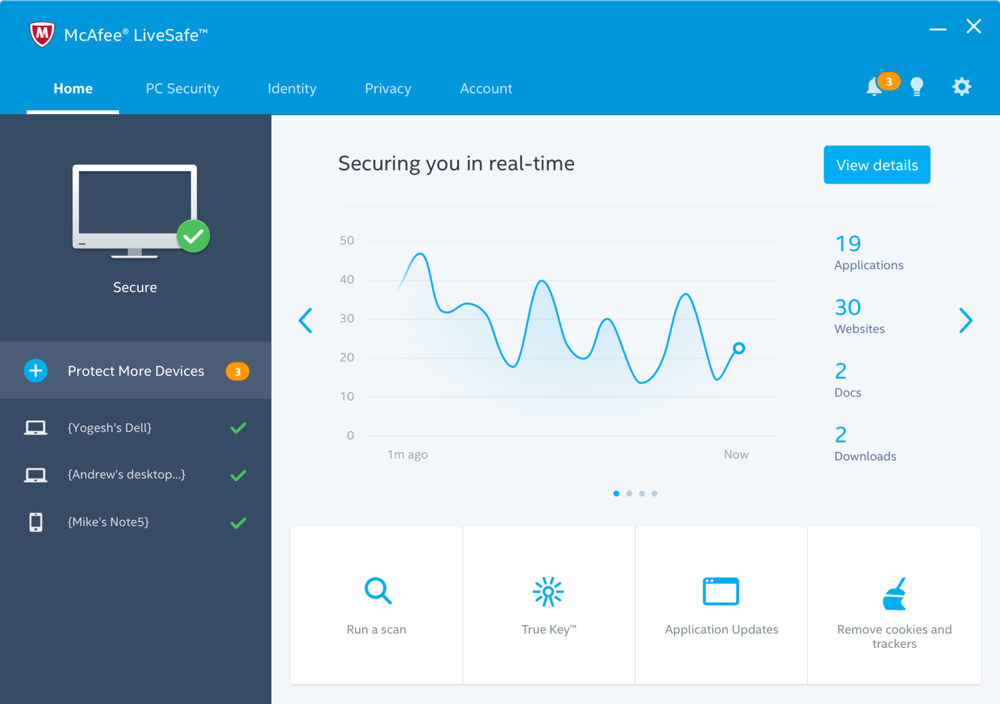 McAfee® LiveSafe™
Home
PC Security
Identity
Privacy
Account
3
Secure
Protect More Devices
3
{Yogesh's Dell}
{Andrew's desktop...}
{Mike's Note5}
Securing you in real-time
View details
50
40
30
20
10
0
1m ago
Now
19
Applications
30
Websites
2
Docs
2
Downloads
Run a scan
True Key™
Application Updates
Remove cookies and
trackers